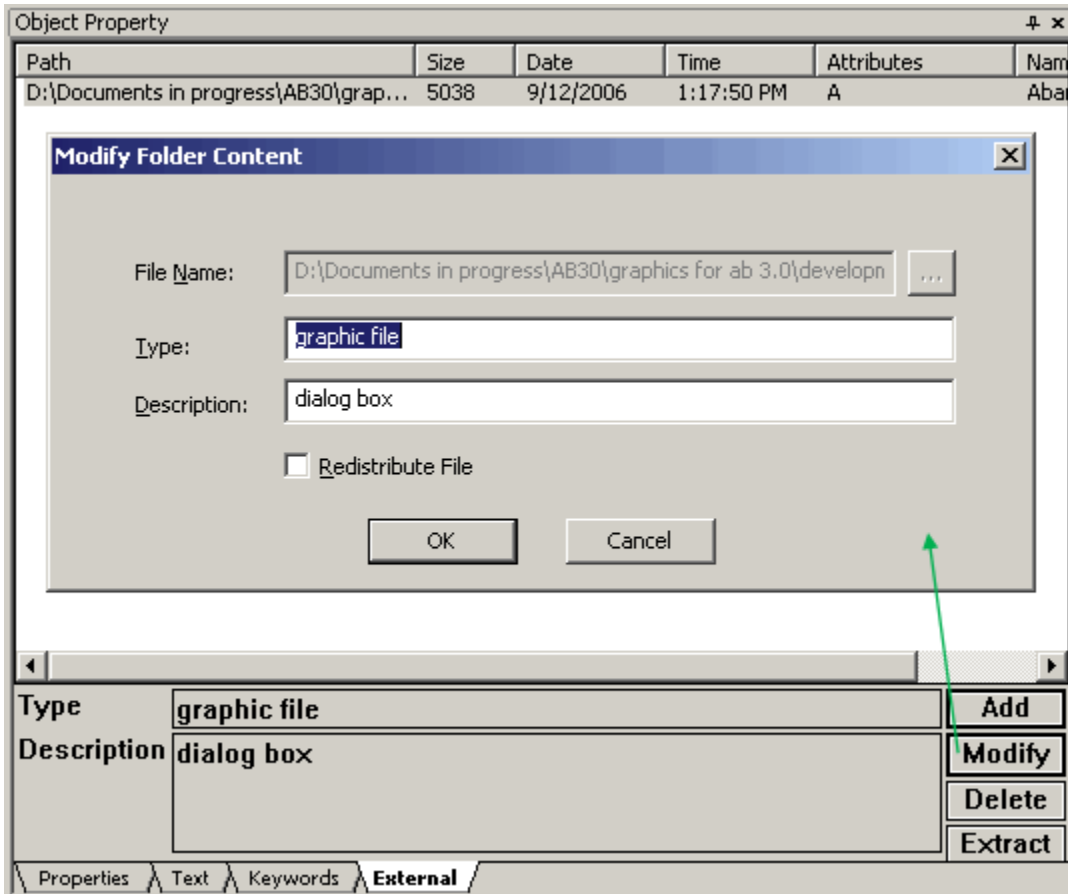 Object Property
Path Size Date Time Attributes Nam
D:\Documents in progress\AB30\grap... 5038 9/12/2006 1:17:50 PM A Abar
Modify Folder Content
File Name: D:\Documents in progress\AB30\graphics for ab 3.0\developn ...
Type: graphic file
Description: dialog box
Redistribute File
OK Cancel
Type graphic file Add
Description dialog box Modify
Delete
Extract
Properties Text Keywords External